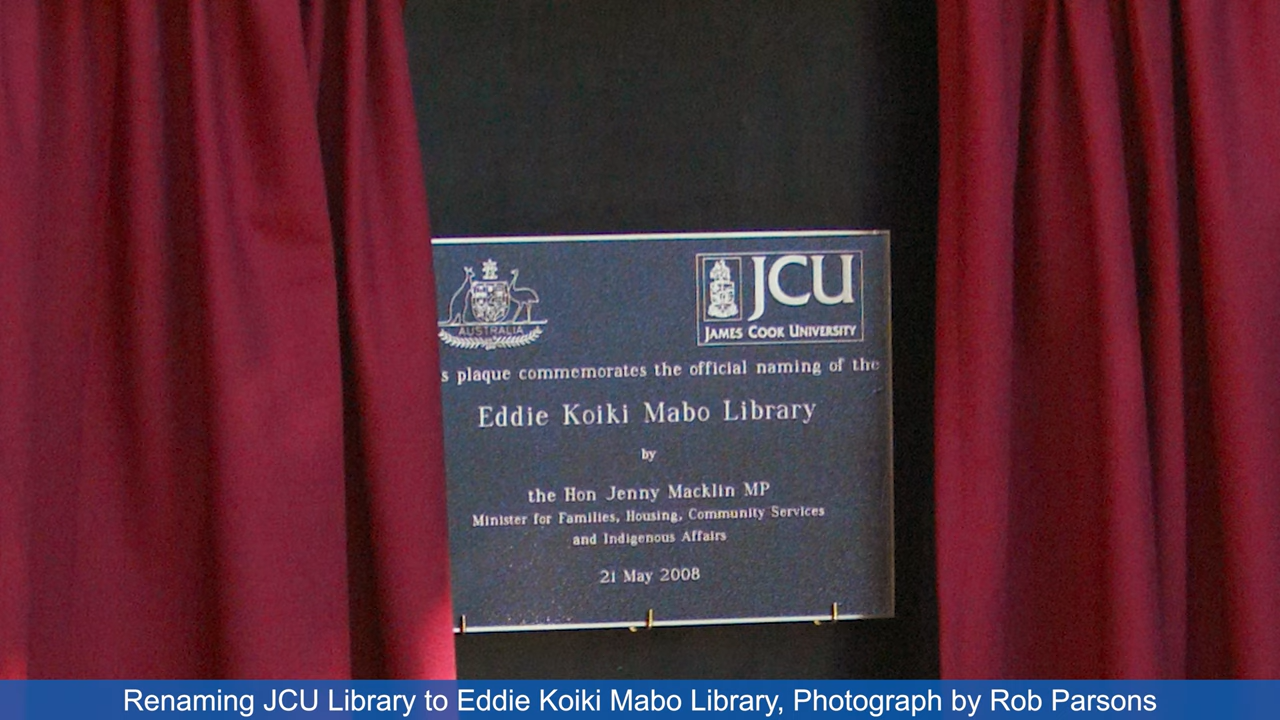 AUSTRALIA
JCU
JAMES COOK UNIVERSITY
s plaque commemorates the official naming of the
Eddie Koiki Mabo Library
by
the Hon Jenny Macklin MP
Minister for Families, Housing, Community Services
and Indigenous Affairs
21 May 2008
Renaming JCU Library to Eddie Koiki Mabo Library, Photograph by Rob Parsons